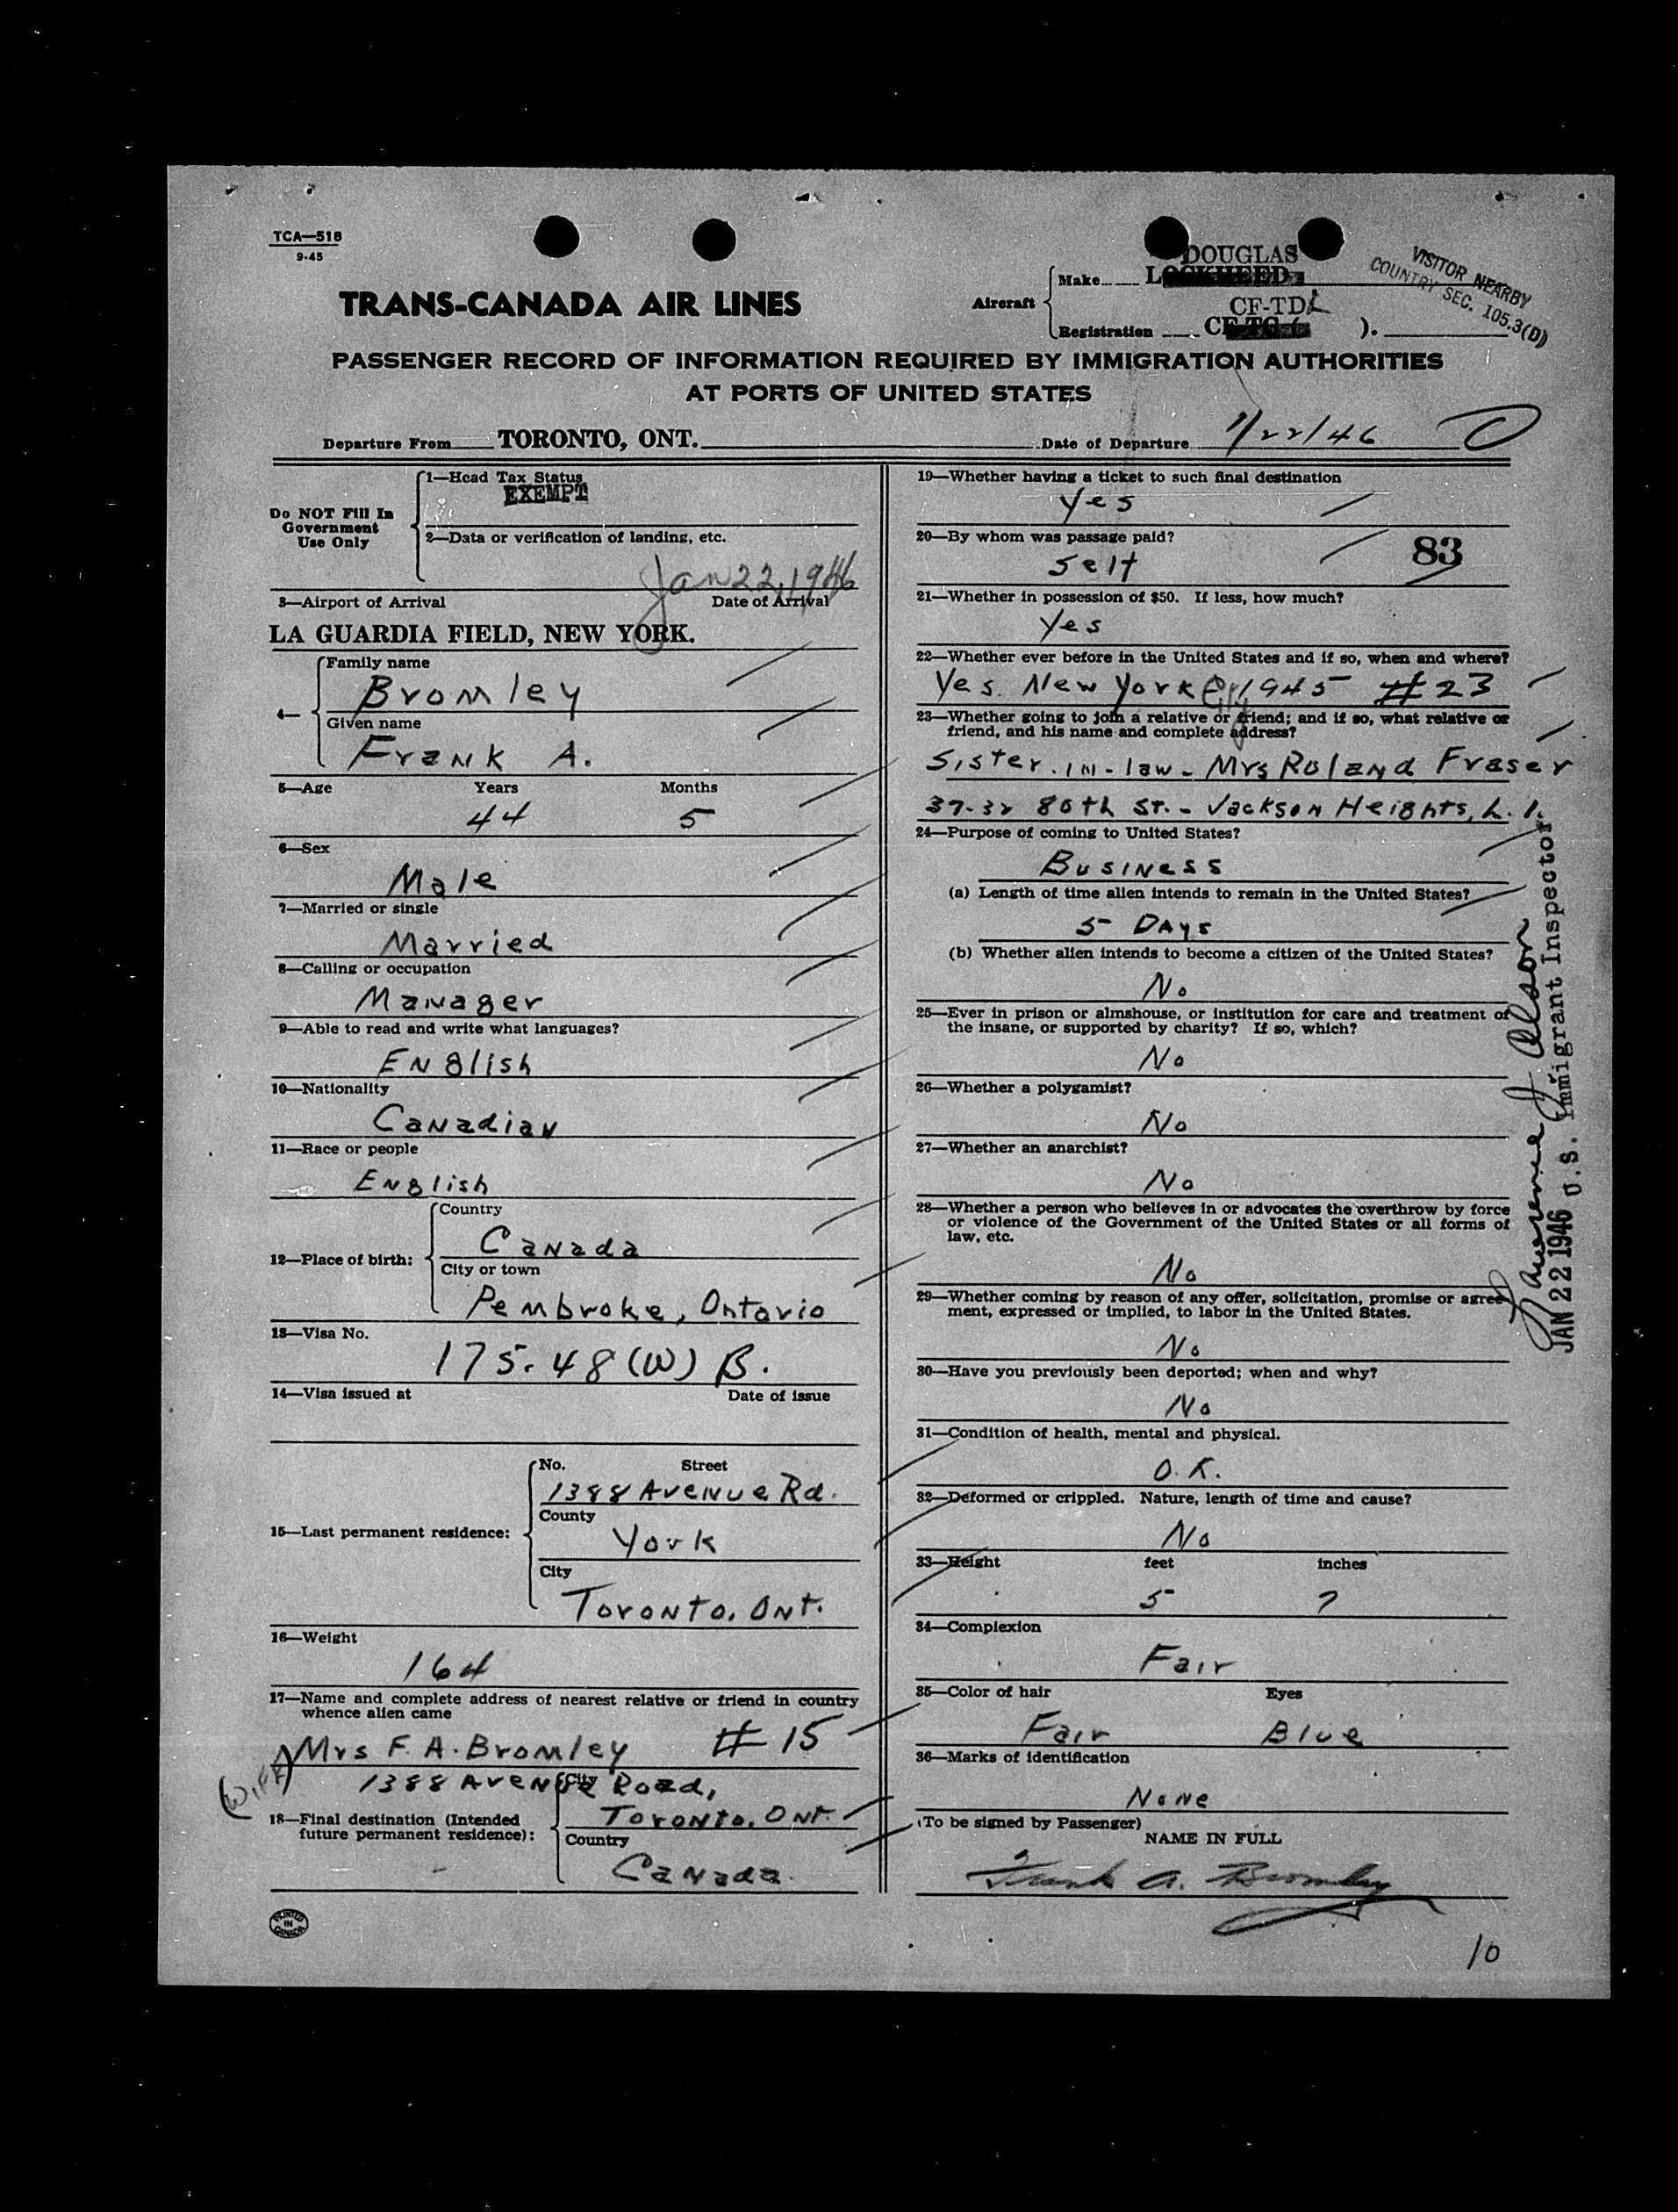 TCA—518
9-45
DOUGLAS
Make LOCKHEED
Aircraft
CF-TDL
Registration CF-TC ( ).
VISITOR NEARBY
COUNTRY SEC. 105.3(D)
TRANS-CANADA AIR LINES
PASSENGER RECORD OF INFORMATION REQUIRED BY IMMIGRATION AUTHORITIES
AT PORTS OF UNITED STATES
Departure From TORONTO, ONT. Date of Departure 1/22/46
Do NOT Fill In
Government
Use Only
1—Head Tax Status
EXEMPT
2—Data or verification of landing, etc.
Jan 22, 1946
3—Airport of Arrival Date of Arrival
LA GUARDIA FIELD, NEW YORK.
4—
Family name
Bromley
Given name
Frank A.
5—Age Years Months
44 5
6—Sex
Male
7—Married or single
Married
8—Calling or occupation
Manager
9—Able to read and write what languages?
English
10—Nationality
Canadian
11—Race or people
English
12—Place of birth:
Country
Canada
City or town
Pembroke, Ontario
13—Visa No.
175.48(W) B.
14—Visa issued at Date of issue
15—Last permanent residence:
No. Street
1388 Avenue Rd.
County
York
City
Toronto, Ont.
16—Weight
164
17—Name and complete address of nearest relative or friend in country
whence alien came
(Wife) Mrs F. A. Bromley # 15
1388 Avenue Road,
18—Final destination (Intended
future permanent residence):
City
Toronto, Ont.
Country
Canada.
PRINTED
IN
CANADA
19—Whether having a ticket to such final destination
Yes
20—By whom was passage paid?
Self
83
21—Whether in possession of $50. If less, how much?
Yes
22—Whether ever before in the United States and if so, when and where?
Yes. New York 1945 # 23
23—Whether going to join a relative or friend; and if so, what relative or
friend, and his name and complete address?
Sister-in-law - Mrs Roland Fraser
37-32 80th St. - Jackson Heights, L.I.
24—Purpose of coming to United States?
Business
(a) Length of time alien intends to remain in the United States?
5 Days
(b) Whether alien intends to become a citizen of the United States?
No
25—Ever in prison or almshouse, or institution for care and treatment of
the insane, or supported by charity? If so, which?
No
26—Whether a polygamist?
No
27—Whether an anarchist?
No
28—Whether a person who believes in or advocates the overthrow by force
or violence of the Government of the United States or all forms of
law, etc.
No
29—Whether coming by reason of any offer, solicitation, promise or agree-
ment, expressed or implied, to labor in the United States.
No
30—Have you previously been deported; when and why?
No
31—Condition of health, mental and physical.
O.K.
32—Deformed or crippled. Nature, length of time and cause?
No
33—Height feet inches
5 7
34—Complexion
Fair
35—Color of hair Eyes
Fair Blue
36—Marks of identification
None
(To be signed by Passenger)
NAME IN FULL
Frank A. Bromley
10
Lawrence J. Olson
JAN 22 1946 U.S. Immigrant Inspector